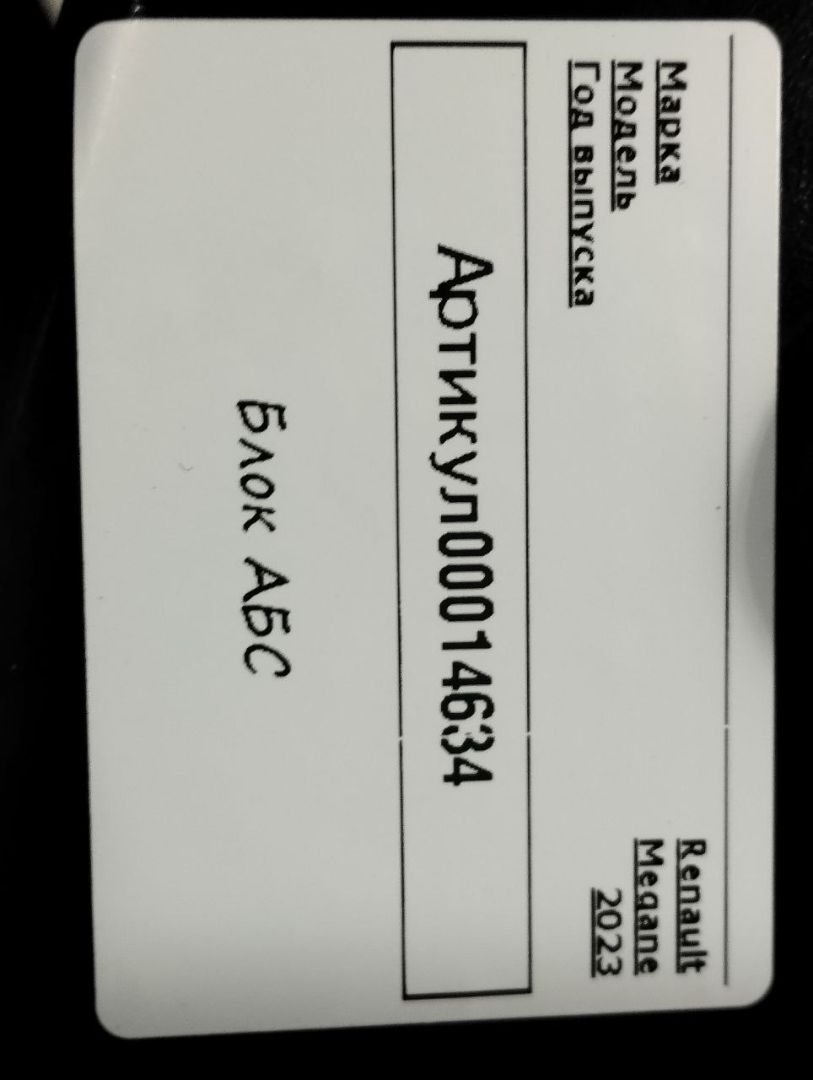 Марка Renault
Модель Megane
Год выпуска 2023
Артикул00014634
Блок АБС